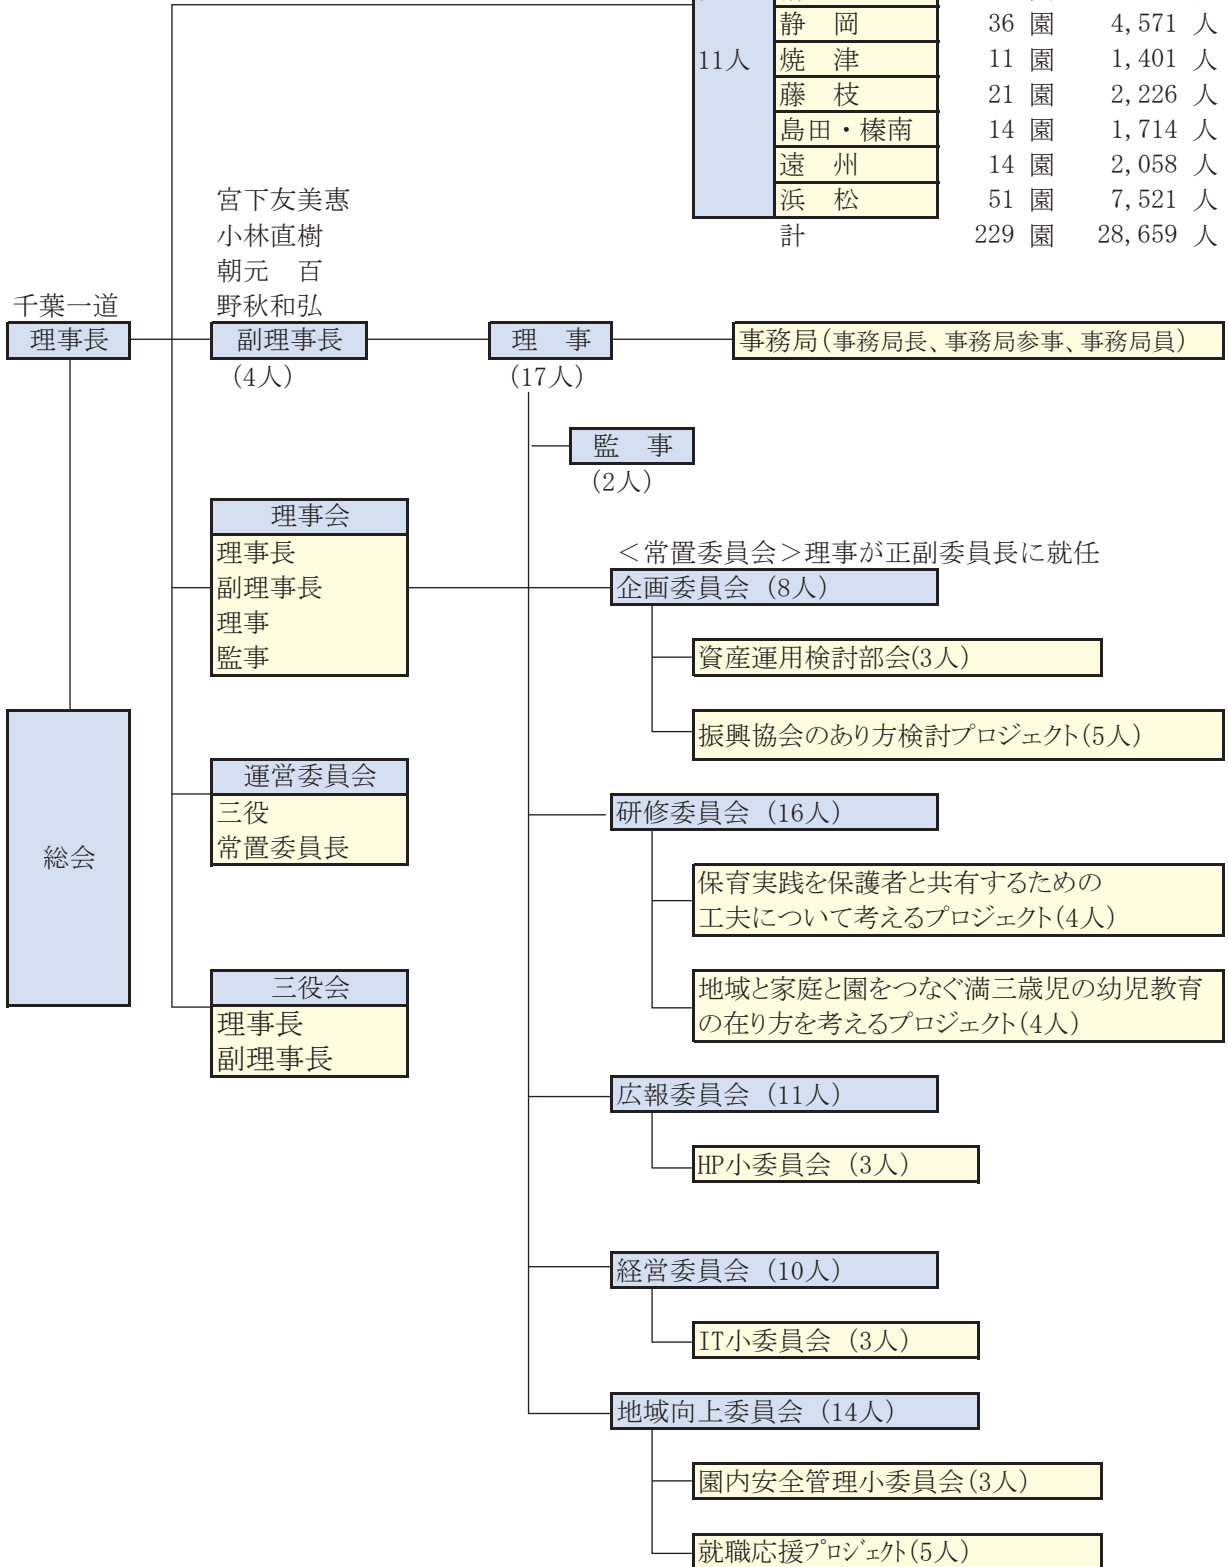 静　岡 36 園 4,571 人
11人 焼　津 11 園 1,401 人
藤　枝 21 園 2,226 人
島田・榛南 14 園 1,714 人
遠　州 14 園 2,058 人
浜　松 51 園 7,521 人
計 229 園 28,659 人
宮下友美惠
小林直樹
朝元　百
野秋和弘
千葉一道
理事長 副理事長 理　事 事務局(事務局長、事務局参事、事務局員)
(4人) (17人)
監　事
(2人)
理事会
理事長
副理事長
理事
監事
＜常置委員会＞理事が正副委員長に就任
企画委員会 (8人)
資産運用検討部会(3人)
振興協会のあり方検討プロジェクト(5人)
運営委員会
三役
常置委員長
総会
研修委員会 (16人)
保育実践を保護者と共有するための
工夫について考えるプロジェクト(4人)
三役会
理事長
副理事長
地域と家庭と園をつなぐ満三歳児の幼児教育
の在り方を考えるプロジェクト(4人)
広報委員会 (11人)
HP小委員会 (3人)
経営委員会 (10人)
IT小委員会 (3人)
地域向上委員会 (14人)
園内安全管理小委員会(3人)
就職応援プロジェクト(5人)